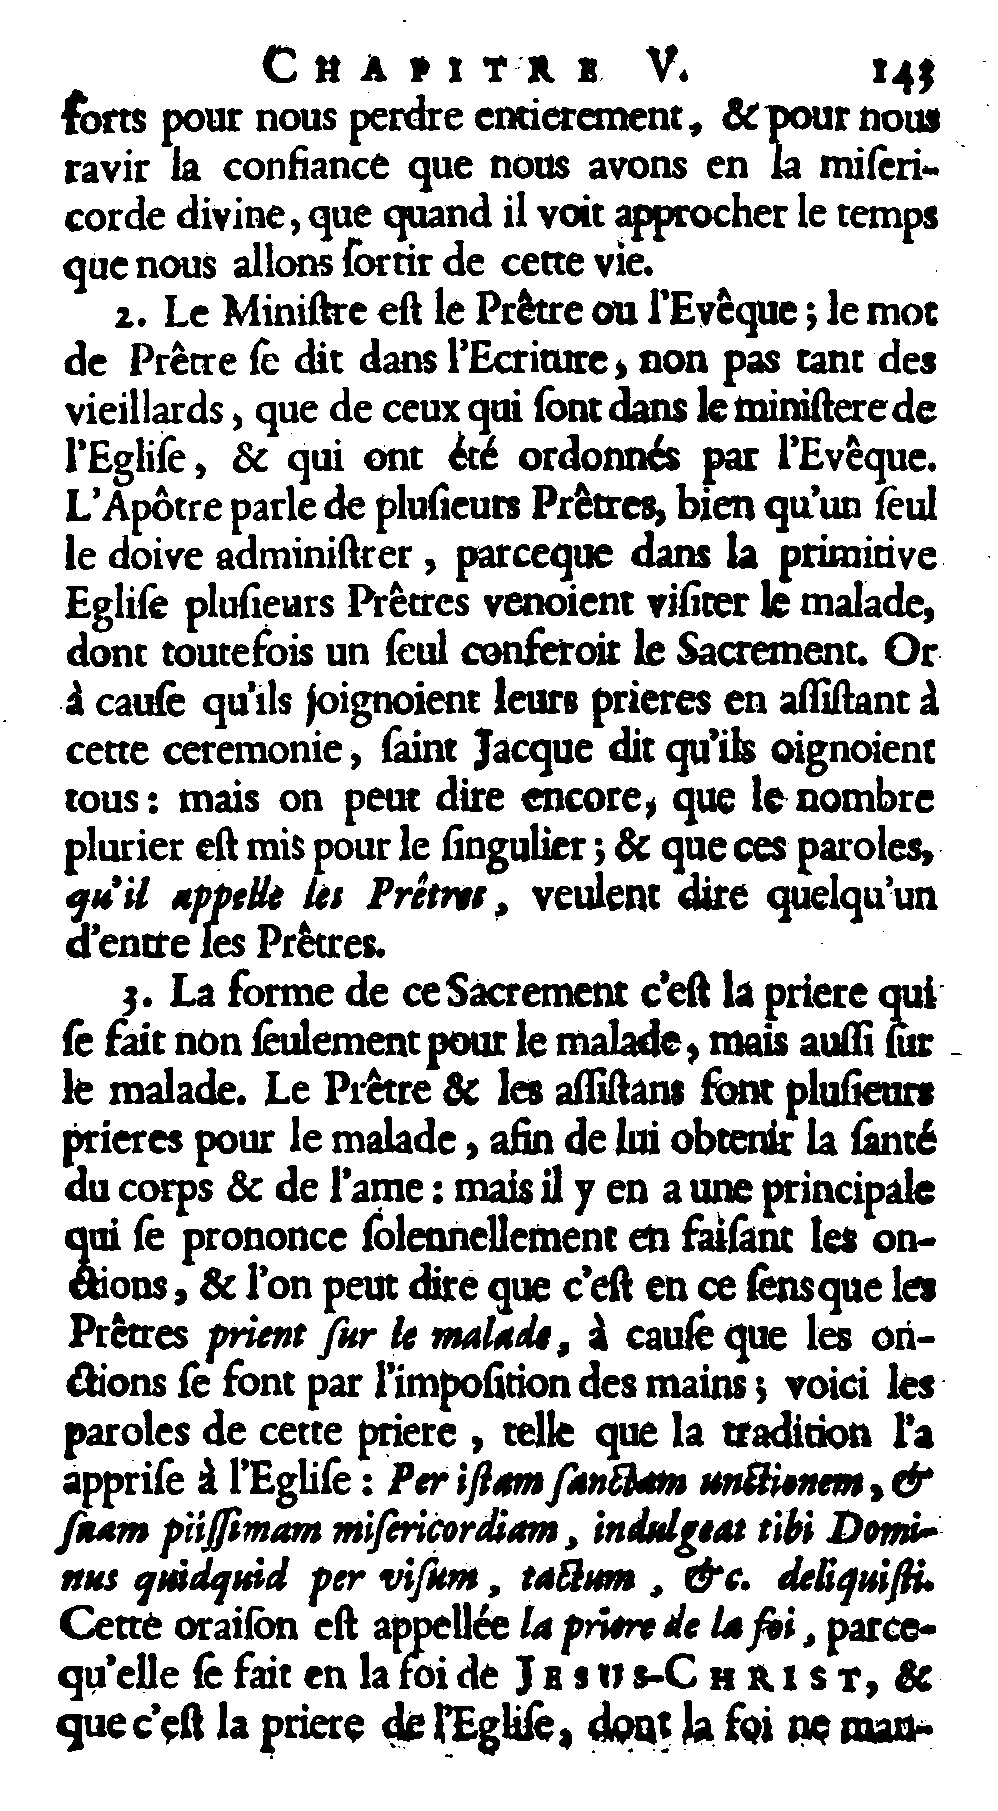 CHAPITRE V. 143
forts pour nous perdre entierement, & pour nous
ravir la confiance que nous avons en la miſeri-
corde divine, que quand il voit approcher le temps
que nous allons ſortir de cette vie.
2. Le Miniſtre eſt le Prêtre ou l'Evêque ; le mot
de Prêtre ſe dit dans l'Ecriture, non pas tant des
vieillards, que de ceux qui ſont dans le miniſtere de
l'Egliſe, & qui ont été ordonnés par l'Evêque.
L'Apôtre parle de pluſieurs Prêtres, bien qu'un ſeul
le doive adminiſtrer, parceque dans la primitive
Egliſe pluſieurs Prêtres venoient viſiter le malade,
dont toutefois un ſeul conferoit le Sacrement. Or
à cauſe qu'ils joignoient leurs prieres en aſſiſtant à
cette ceremonie, ſaint Jacque dit qu'ils oignoient
tous : mais on peut dire encore, que le nombre
plurier eſt mis pour le ſingulier ; & que ces paroles,
qu'il appelle les Prêtres, veulent dire quelqu'un
d'entre les Prêtres.
3. La forme de ce Sacrement c'eſt la priere qui
ſe fait non ſeulement pour le malade, mais auſſi ſur
le malade. Le Prêtre & les aſſiſtans font pluſieurs
prieres pour le malade, afin de lui obtenir la ſanté
du corps & de l'ame : mais il y en a une principale
qui ſe prononce ſolennellement en faiſant les on-
ctions, & l'on peut dire que c'eſt en ce ſens que les
Prêtres prient ſur le malade, à cauſe que les on-
ctions ſe font par l'impoſition des mains ; voici les
paroles de cette priere, telle que la tradition l'a
appriſe à l'Egliſe : Per iſtam ſanctam unctionem, &
ſuam piiſſimam miſericordiam, indulgeat tibi Domi-
nus quidquid per viſum, tactum, &c. deliquiſti.
Cette oraiſon eſt appellée la priere de la foi, parce-
qu'elle ſe fait en la foi de JESUS-CHRIST, &
que c'eſt la priere de l'Egliſe, dont la foi ne man-